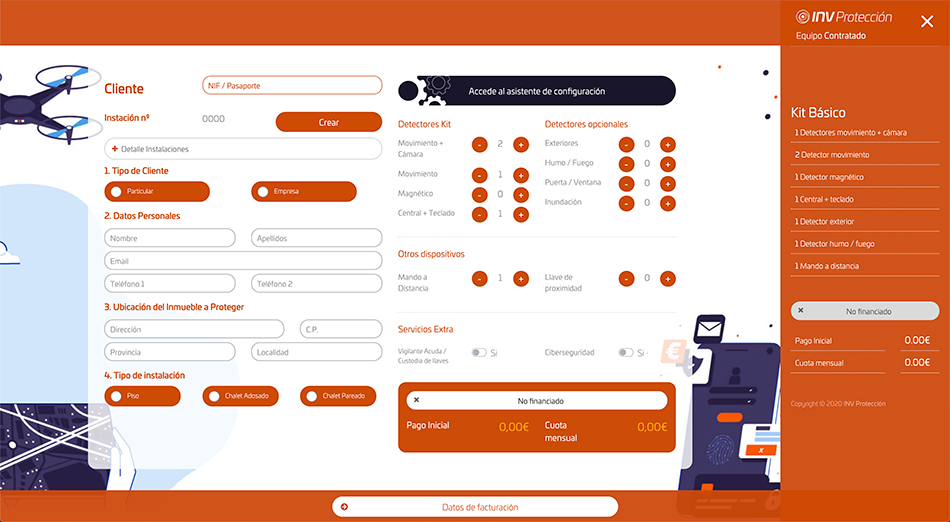 INV Protección
Equipo Contratado
Cliente
NIF / Pasaporte
Instación nº
0000
Crear
+ Detalle Instalaciones
1. Tipo de Cliente
Particular
Empresa
2. Datos Personales
Nombre
Apellidos
Email
Teléfono 1
Teléfono 2
3. Ubicación del Inmueble a Proteger
Dirección
C.P.
Provincia
Localidad
4. Tipo de instalación
Piso
Chalet Adosado
Chalet Pareado
Accede al asistente de configuración
Detectores Kit
Movimiento +
Cámara
- 2 +
Movimiento
- 1 +
Magnético
- 0 +
Central + Teclado
- 1 +
Detectores opcionales
Exteriores
- 0 +
Humo / Fuego
- 0 +
Puerta / Ventana
- 0 +
Inundación
- 0 +
Otros dispositivos
Mando a
Distancia
- 1 +
Llave de
proximidad
- 0 +
Servicios Extra
Vigilante Acuda /
Custodia de llaves
Si
Ciberseguridad
Si -
No financiado
Pago Inicial
0,00€
Cuota
mensual
0,00€
Datos de facturación
Kit Básico
1 Detectores movimiento + cámara
2 Detector movimiento
1 Detector magnético
1 Central + teclado
1 Detector exterior
1 Detector humo / fuego
1 Mando a distancia
No financiado
Pago Inicial
0.00€
Cuota mensual
0.00€
Copyright © 2020 INV Protección